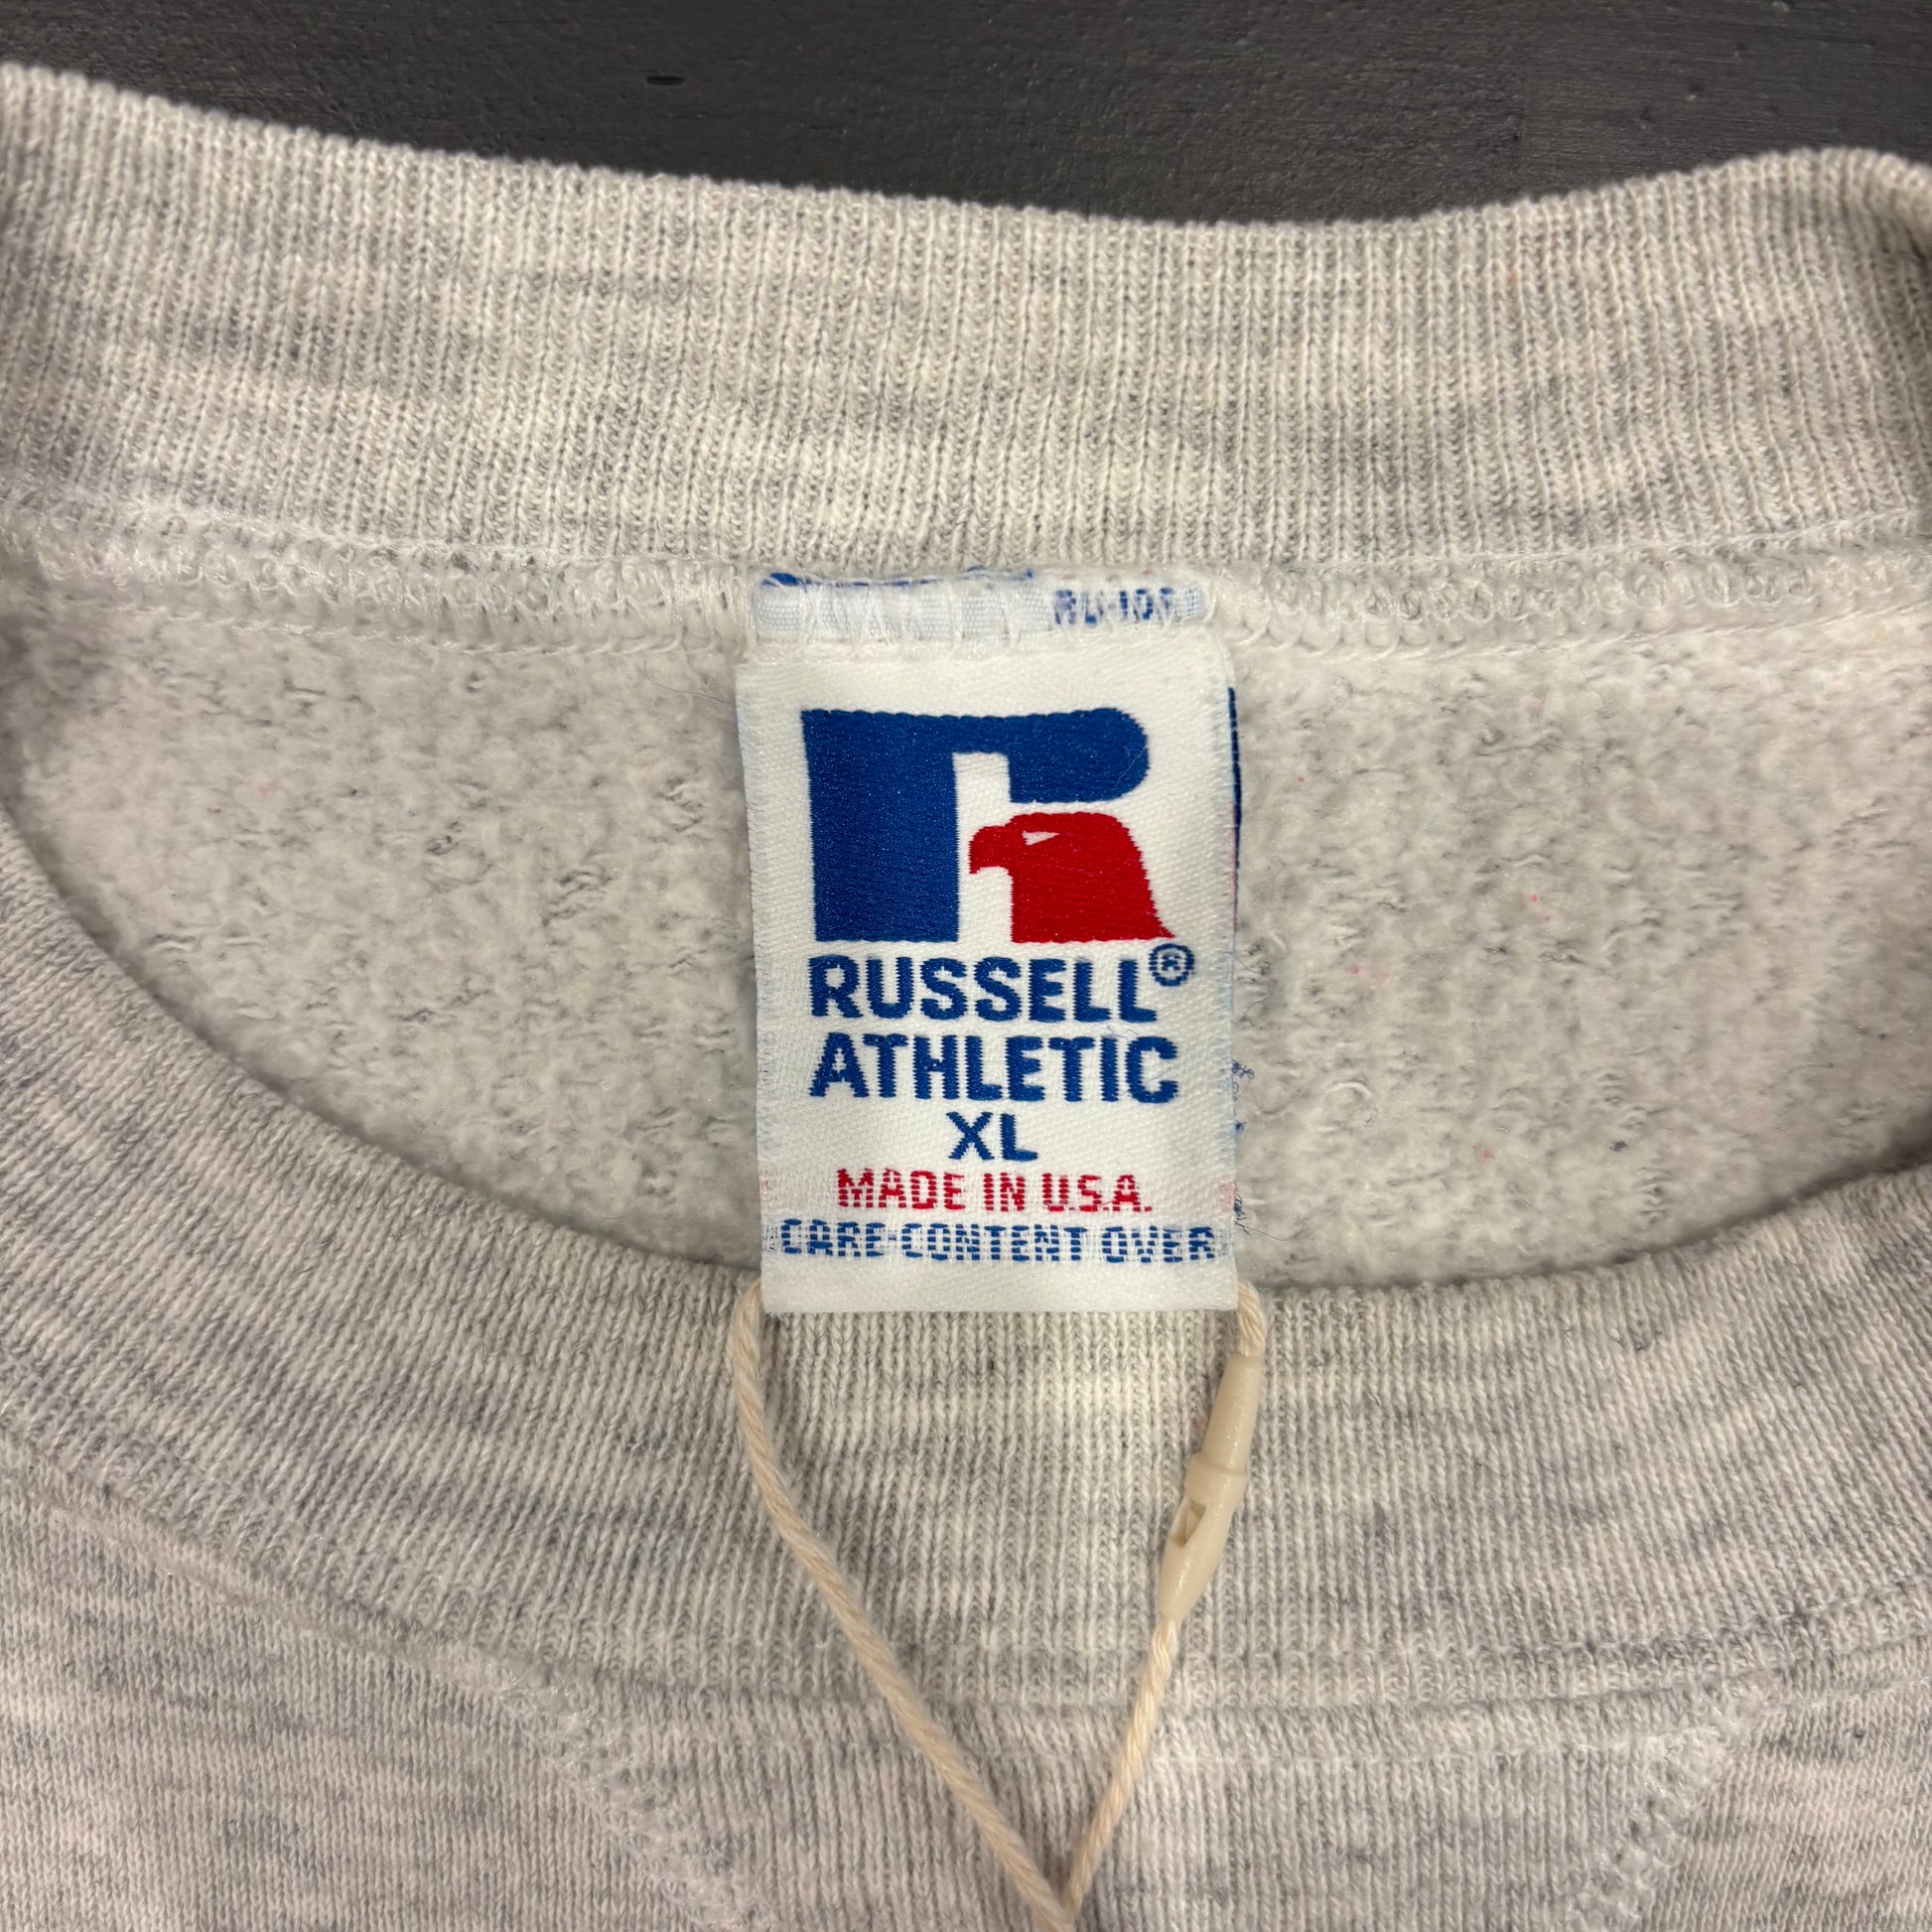 RUSSELL®
ATHLETIC
XL
MADE IN U.S.A.
CARE-CONTENT OVER